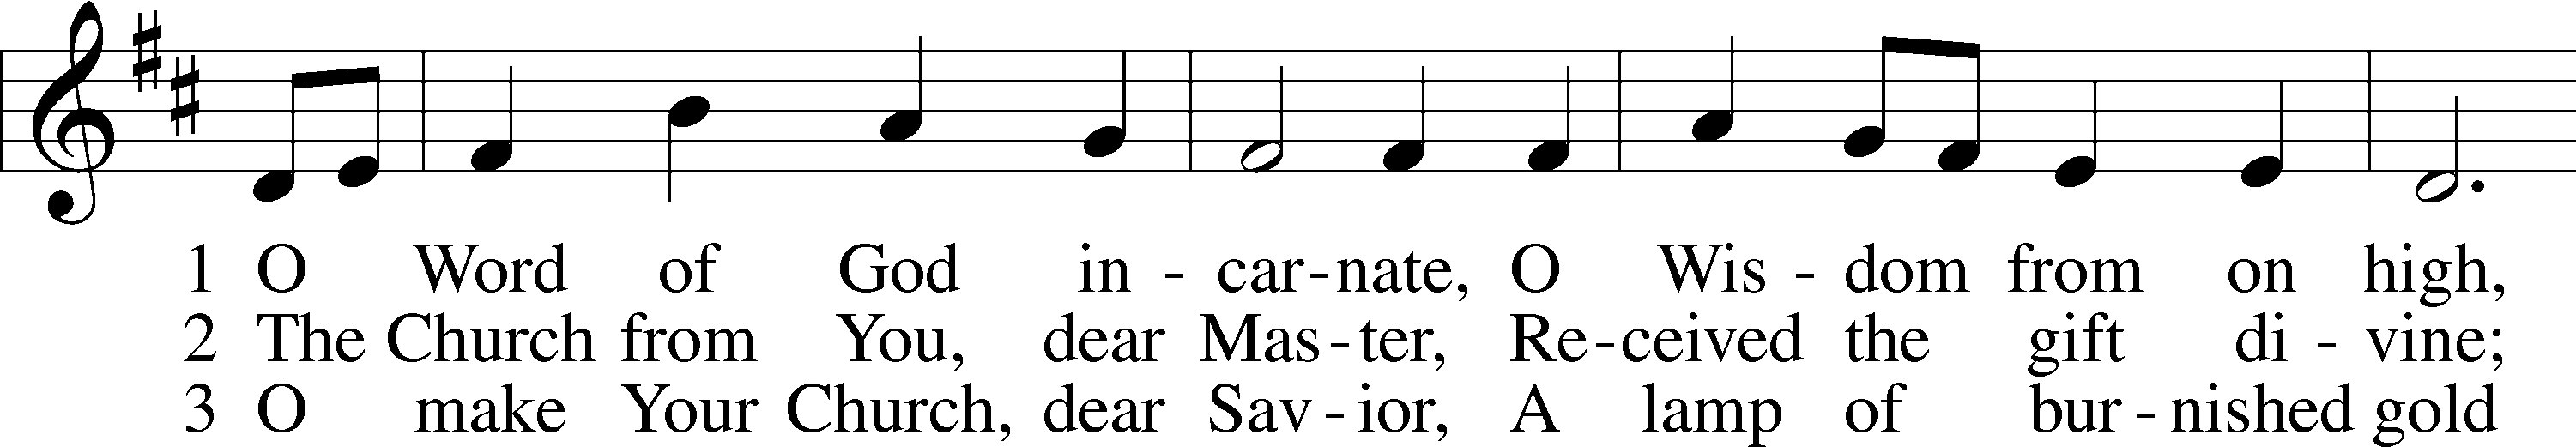 1 O Word of God in - car - nate, O Wis - dom from on high,
2 The Church from You, dear Mas - ter, Re - ceived the gift di - vine;
3 O make Your Church, dear Sav - ior, A lamp of bur - nished gold